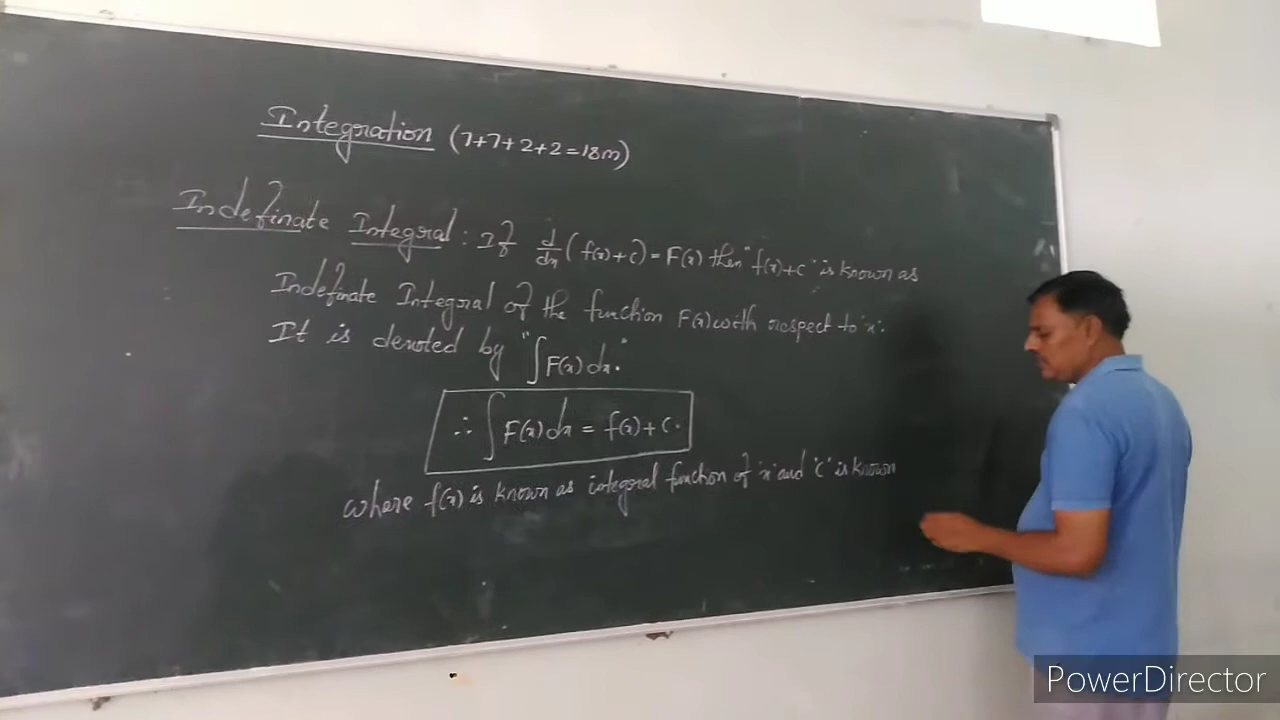 Integration (7+7+2+2=18m)
Indefinate Integral : If d/dx (f(x)+c) = F(x) then "f(x)+c" is known as
Indefinate Integral of the function F(x) with respect to 'x'.
It is denoted by "∫F(x) dx."
∴ ∫F(x) dx = f(x)+c.
where f(x) is known as integral function of 'x' and 'c' is known
PowerDirector